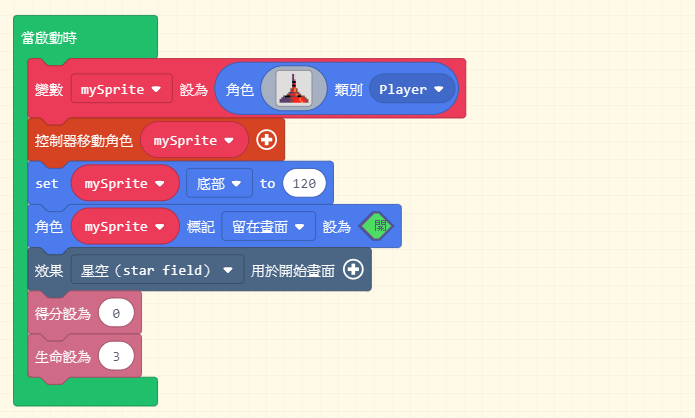 當啟動時
變數 mySprite 設為 角色 類別 Player
控制器移動角色 mySprite
set mySprite 底部 to 120
角色 mySprite 標記 留在畫面 設為 開
效果 星空 (star field) 用於開始畫面
得分設為 0
生命設為 3